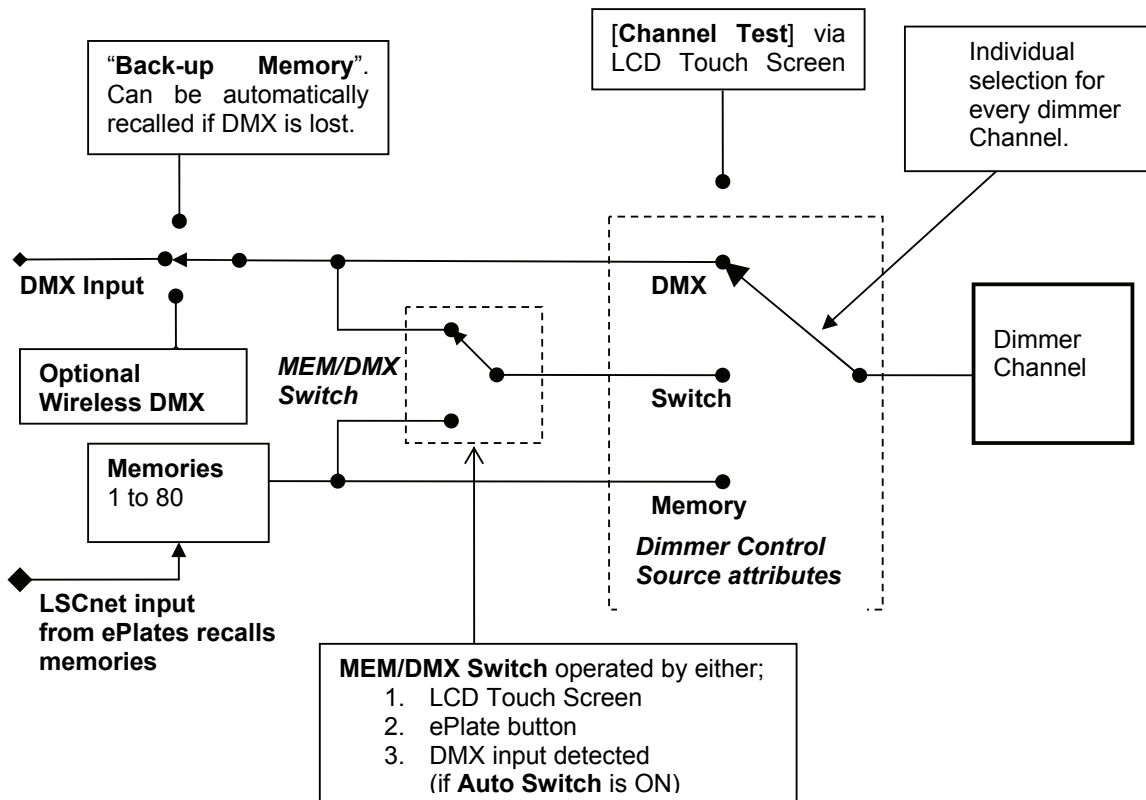 “Back-up Memory”.
Can be automatically
recalled if DMX is lost.
[Channel Test] via
LCD Touch Screen
Individual
selection for
every dimmer
Channel.
DMX Input
DMX
Optional
Wireless DMX
MEM/DMX
Switch
Switch
Dimmer
Channel
Memories
1 to 80
Memory
Dimmer Control
Source attributes
LSCnet input
from ePlates recalls
memories
MEM/DMX Switch operated by either;
1. LCD Touch Screen
2. ePlate button
3. DMX input detected
(if Auto Switch is ON)